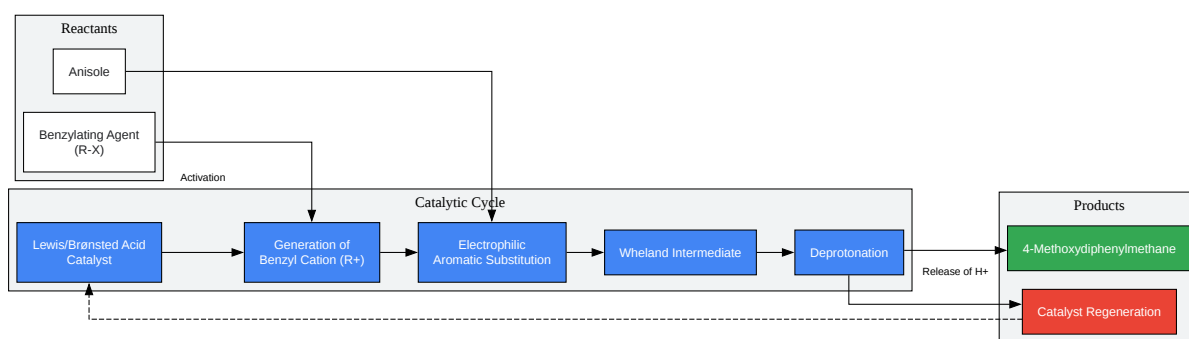 Reactants
Anisole
Benzylating Agent
(R-X)
Activation
Catalytic Cycle
Lewis/Brønsted Acid
Catalyst
Generation of
Benzyl Cation (R+)
Electrophilic
Aromatic Substitution
Wheland Intermediate
Deprotonation
Release of H+
Products
4-Methoxydiphenylmethane
Catalyst Regeneration